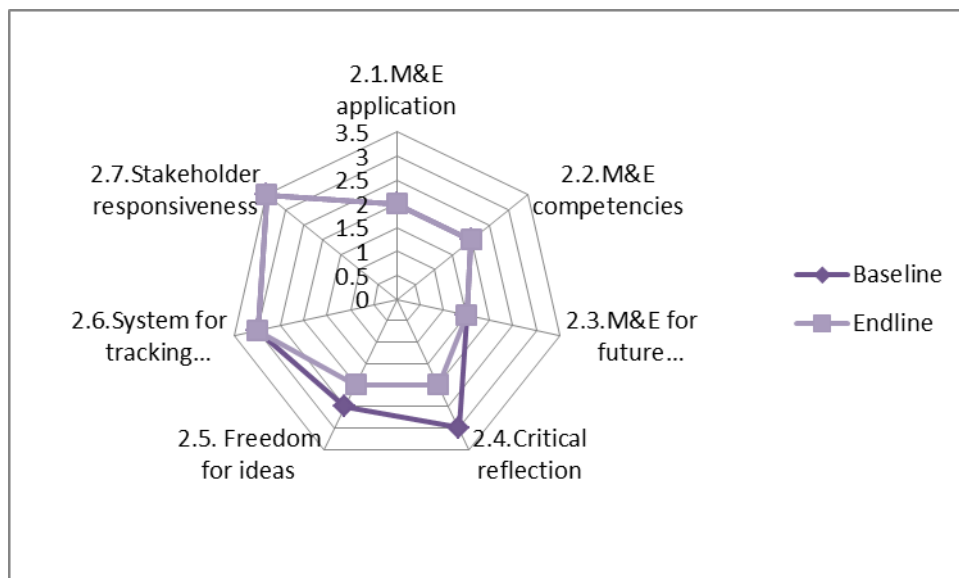 2.1.M&E
application
3.5
3
2.5
2
1.5
1
0.5
0
2.2.M&E
competencies
2.3.M&E for
future...
2.4.Critical
reflection
2.5. Freedom
for ideas
2.6.System for
tracking...
2.7.Stakeholder
responsiveness
Baseline
Endline